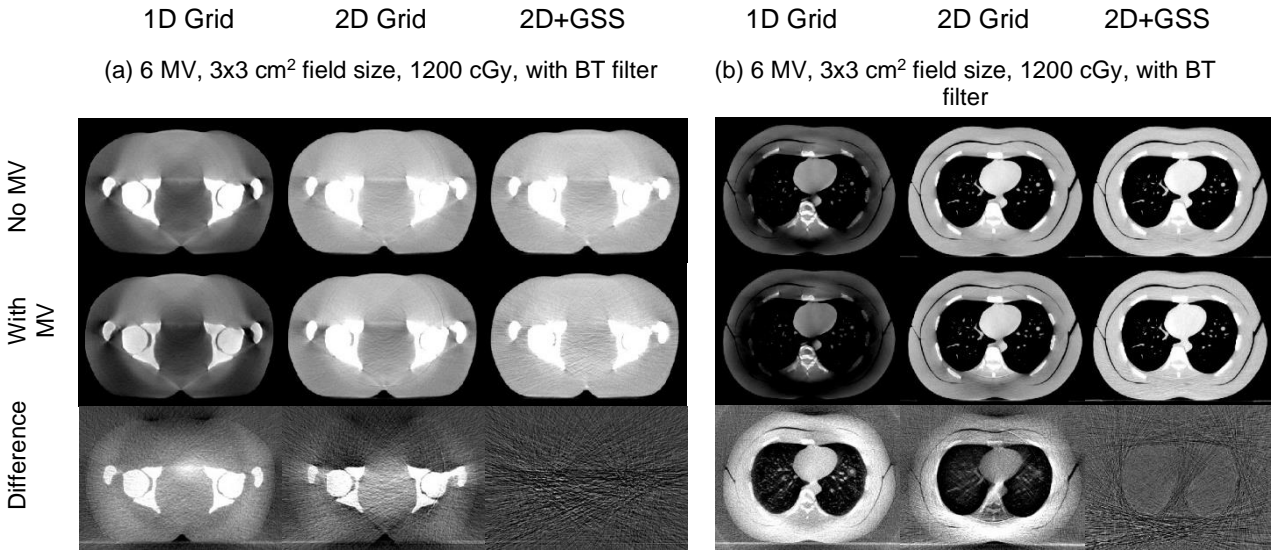 1D Grid 2D Grid 2D+GSS 1D Grid 2D Grid 2D+GSS
(a) 6 MV, 3x3 cm² field size, 1200 cGy, with BT filter
(b) 6 MV, 3x3 cm² field size, 1200 cGy, with BT
filter
No MV
With
MV
Difference